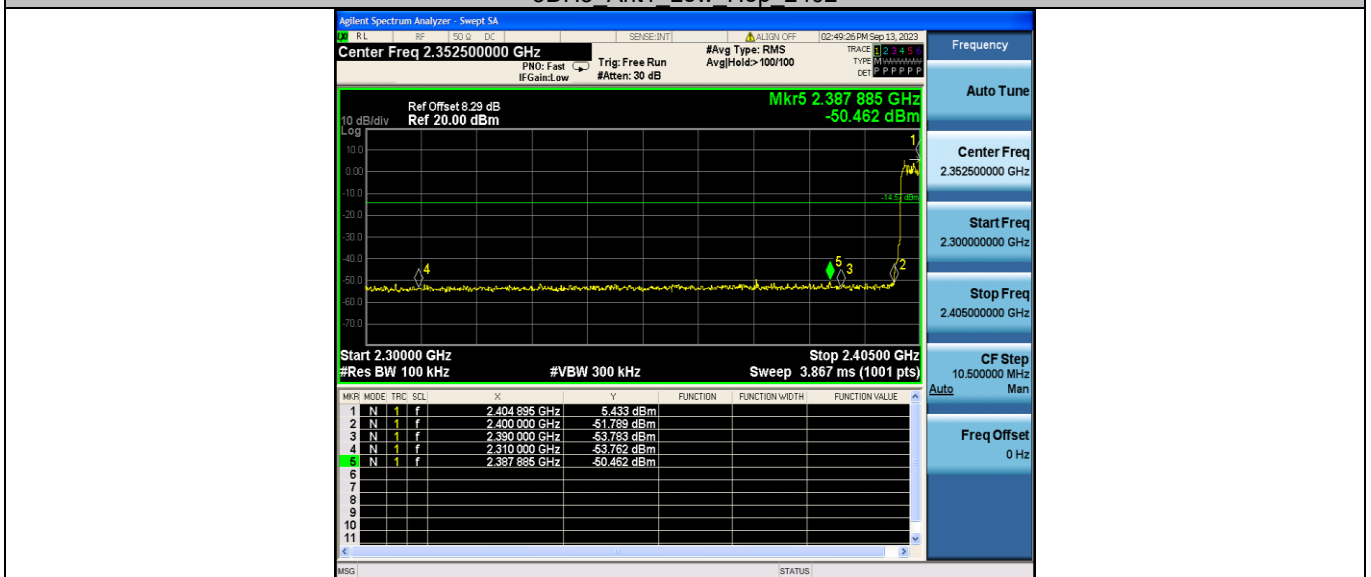 Agilent Spectrum Analyzer - Swept SA
RL RF 50 Ω DC SENSE:INT ALIGN OFF 02:49:26 PM Sep 13, 2023
Center Freq 2.352500000 GHz
PNO: Fast
IFGain:Low
Trig: Free Run
#Atten: 30 dB
#Avg Type: RMS
Avg|Hold:>100/100
TRACE 1 2 3 4 5 6
TYPE M
DET P P P P P P
Ref Offset 8.29 dB
10 dB/div Ref 20.00 dBm
Log
Mkr5 2.387 885 GHz
-50.462 dBm
10.0
0.00
-10.0
-20.0
-30.0
-40.0
-50.0
-60.0
-70.0
-14.57 dBm
1
2
3
4
5
Start 2.30000 GHz Stop 2.40500 GHz
#Res BW 100 kHz #VBW 300 kHz Sweep 3.867 ms (1001 pts)
MKR MODE TRC SCL X Y FUNCTION FUNCTION WIDTH FUNCTION VALUE
1 N 1 f 2.404 895 GHz 5.433 dBm
2 N 1 f 2.400 000 GHz -51.789 dBm
3 N 1 f 2.390 000 GHz -53.783 dBm
4 N 1 f 2.310 000 GHz -53.762 dBm
5 N 1 f 2.387 885 GHz -50.462 dBm
6
7
8
9
10
11
MSG STATUS
Frequency
Auto Tune
Center Freq
2.352500000 GHz
Start Freq
2.300000000 GHz
Stop Freq
2.405000000 GHz
CF Step
10.500000 MHz
Auto Man
Freq Offset
0 Hz